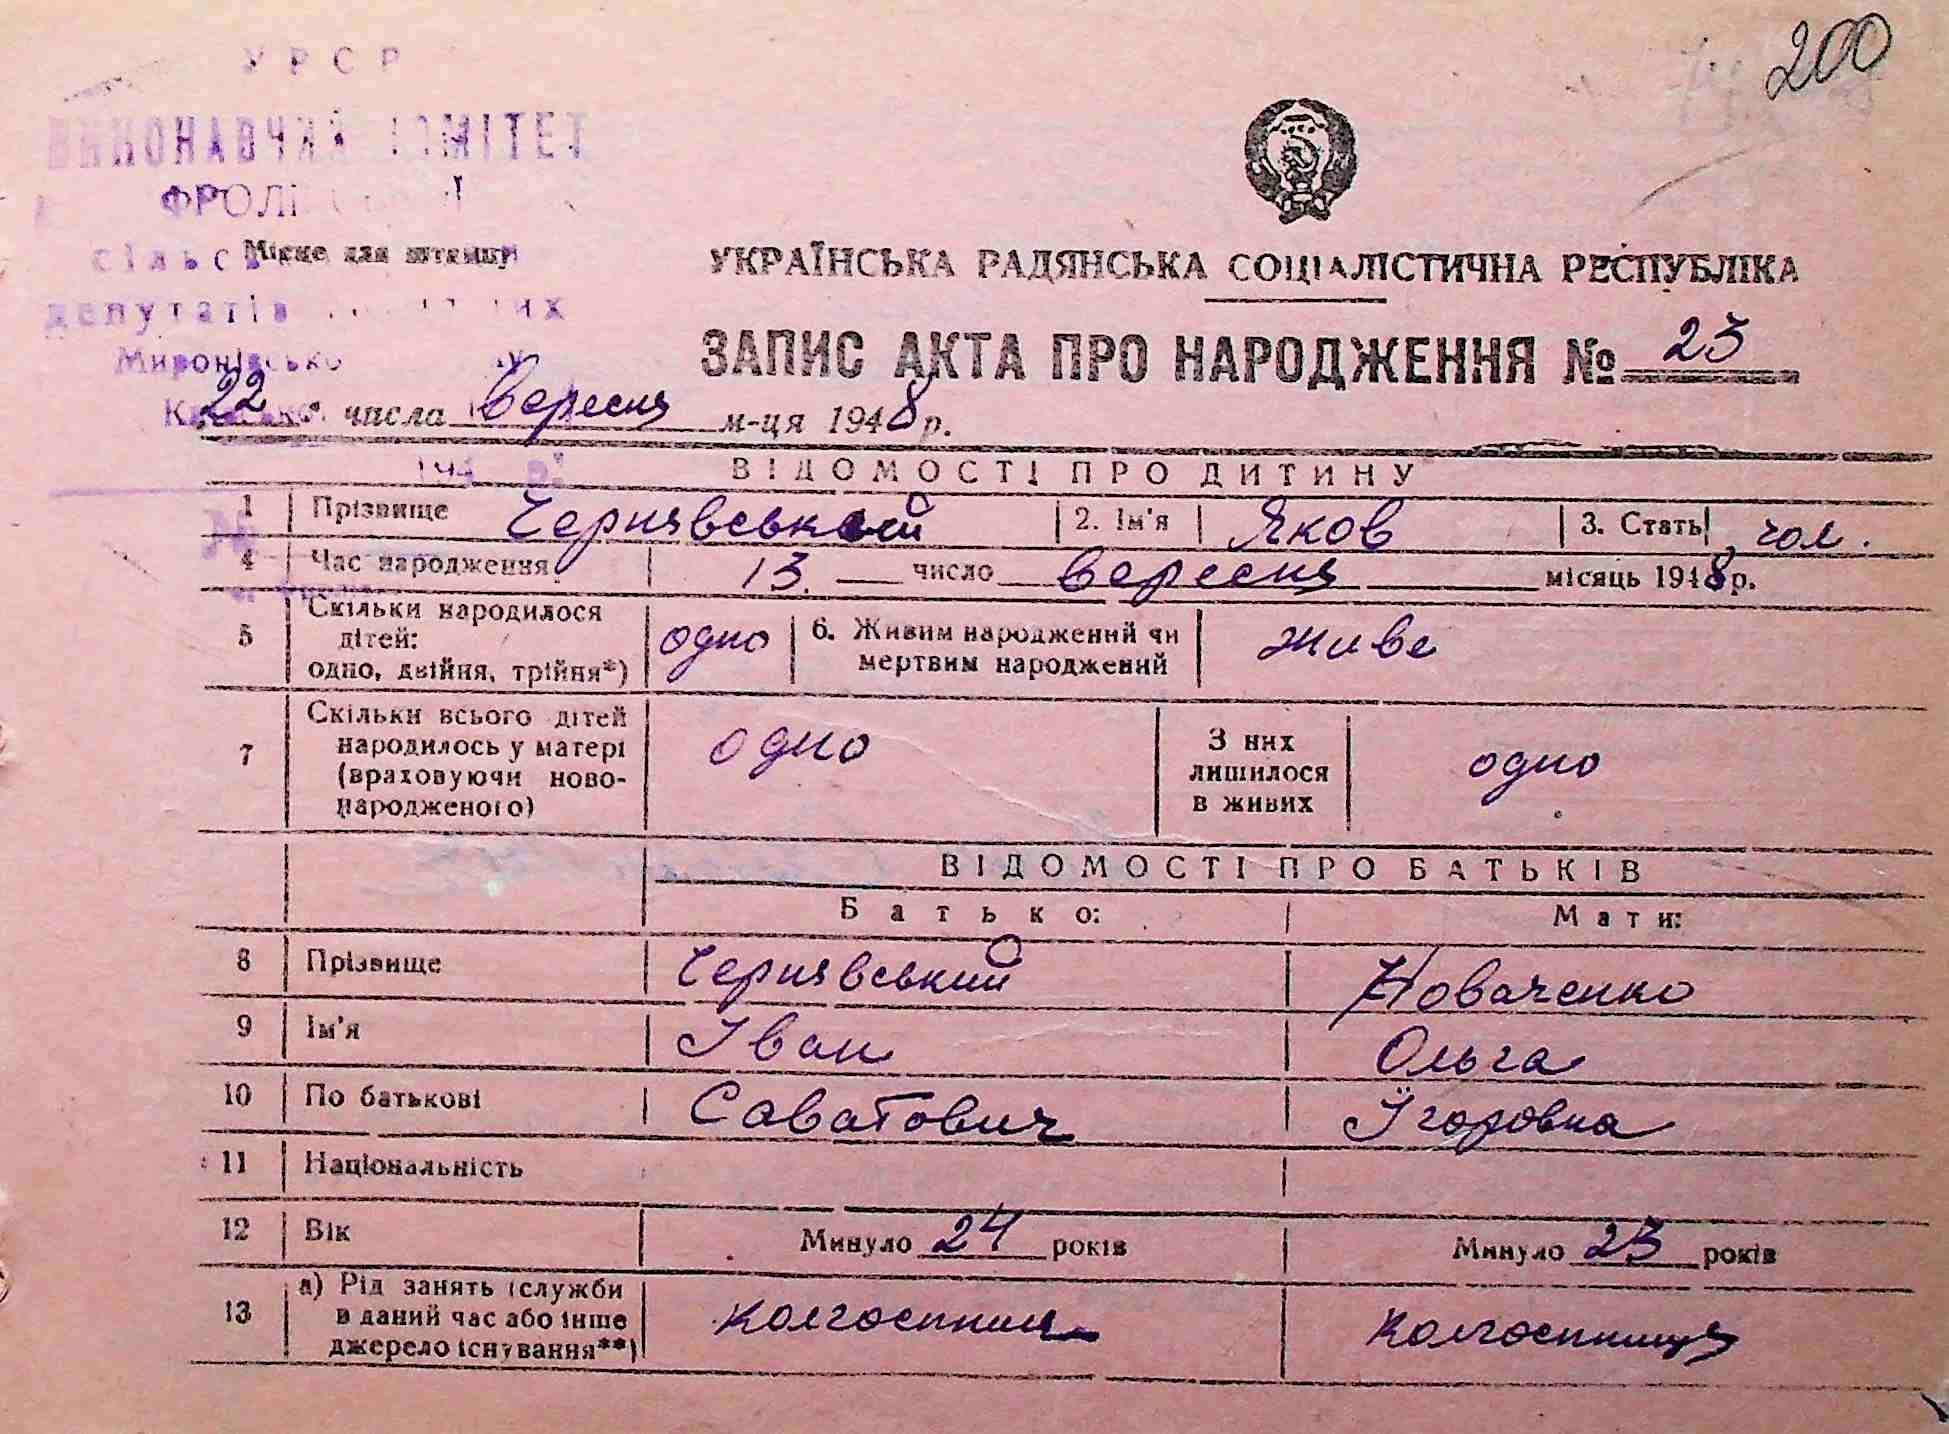 200
УРСР
ВИКОНАВЧИЙ КОМІТЕТ
Місце для штампу
депутатів
УКРАЇНСЬКА РАДЯНСЬКА СОЦІАЛІСТИЧНА РЕСПУБЛІКА
ЗАПИС АКТА ПРО НАРОДЖЕННЯ № 23
22 числа Вересня м-ця 1948 р.
ВІДОМОСТІ ПРО ДИТИНУ
1 Прізвище Чернявський 2. Ім'я Яков 3. Стать чол.
4 Час народження 13. число Вересня місяць 1948 р.
5 Скільки народилося дітей: одно, двійня, трійня*) одно 6. Живим народжений чи мертвим народжений живе
7 Скільки всього дітей народилось у матері (враховуючи новонародженого) одно З них лишилося в живих одно
ВІДОМОСТІ ПРО БАТЬКІВ
Батько: Мати:
8 Прізвище Чернявський Новаченко
9 Ім'я Іван Ольга
10 По батькові Саватович Їгоровна
11 Національність
12 Вік Минуло 24 років Минуло 23 років
13 а) Рід занять (служби в даний час або інше джерело існування**) колгоспник колгоспниця